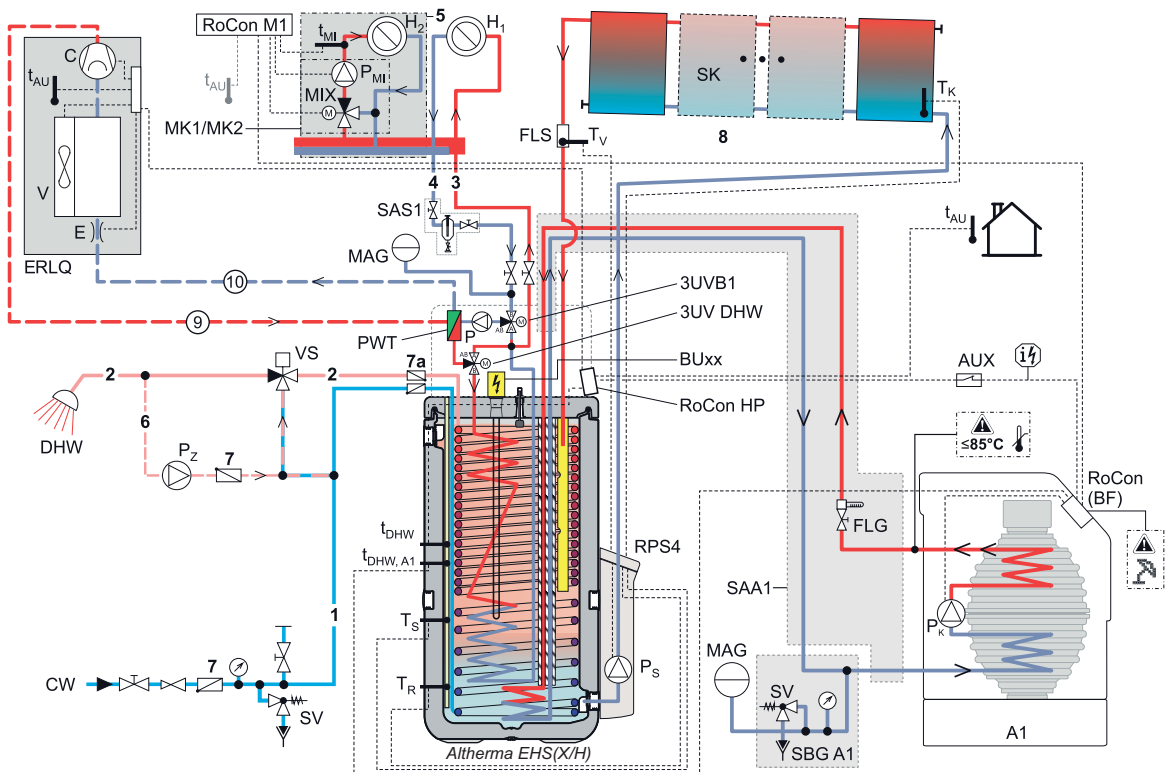 RoCon M1
5
H2
H1
tMI
C
tAU
tAU
PMI
MIX
M
MK1/MK2
SK
TK
FLS
TV
8
V
4
3
SAS1
E
ERLQ
MAG
tAU
10
3UVB1
9
P
AB
M
3UV DHW
PWT
AB
M
VS
7a
BUxx
2
2
AUX
i
RoCon HP
DHW
6
≤85°C
PZ
7
RoCon
(BF)
FLG
tDHW
RPS4
tDHW, A1
SAA1
1
TS
PK
MAG
PS
7
TR
CW
SV
SV
SBG A1
A1
Altherma EHS(X/H)